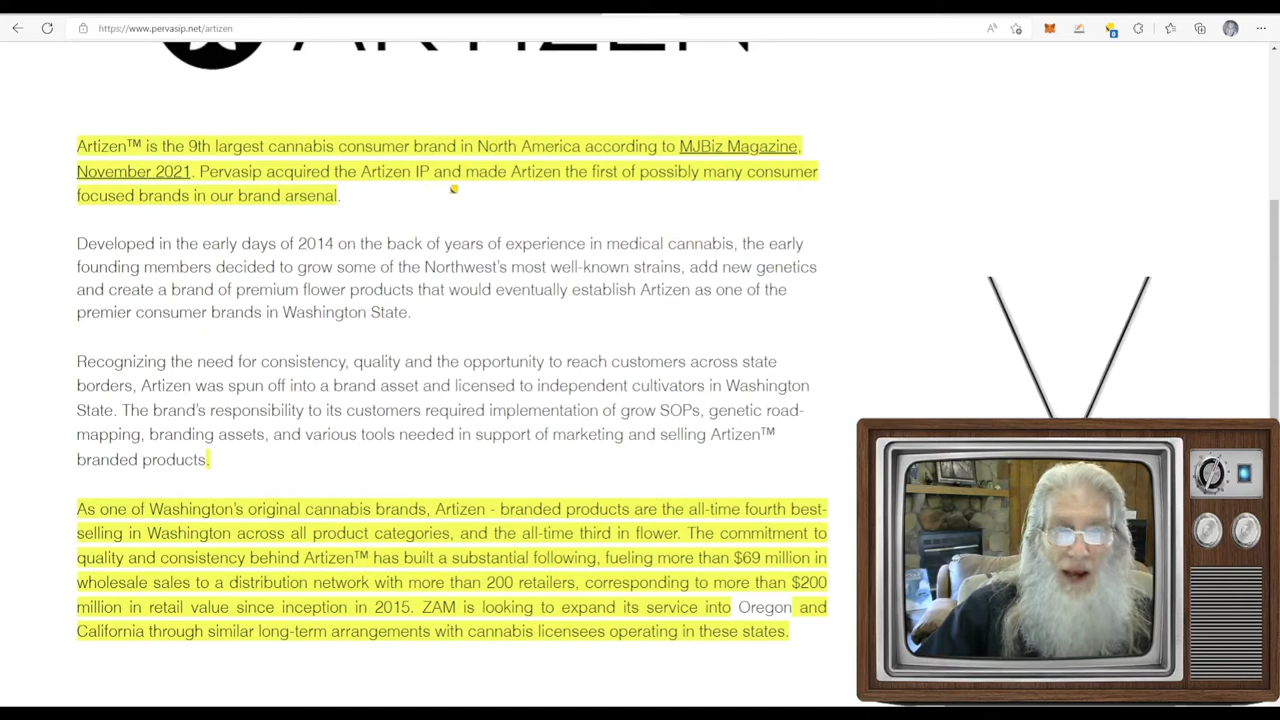 https://www.pervasip.net/artizen
ARTIZEN
Artizen™ is the 9th largest cannabis consumer brand in North America according to MJBiz Magazine,
November 2021. Pervasip acquired the Artizen IP and made Artizen the first of possibly many consumer
focused brands in our brand arsenal.
Developed in the early days of 2014 on the back of years of experience in medical cannabis, the early
founding members decided to grow some of the Northwest's most well-known strains, add new genetics
and create a brand of premium flower products that would eventually establish Artizen as one of the
premier consumer brands in Washington State.
Recognizing the need for consistency, quality and the opportunity to reach customers across state
borders, Artizen was spun off into a brand asset and licensed to independent cultivators in Washington
State. The brand's responsibility to its customers required implementation of grow SOPs, genetic road-
mapping, branding assets, and various tools needed in support of marketing and selling Artizen™
branded products.
As one of Washington's original cannabis brands, Artizen - branded products are the all-time fourth best-
selling in Washington across all product categories, and the all-time third in flower. The commitment to
quality and consistency behind Artizen™ has built a substantial following, fueling more than $69 million in
wholesale sales to a distribution network with more than 200 retailers, corresponding to more than $200
million in retail value since inception in 2015. ZAM is looking to expand its service into Oregon and
California through similar long-term arrangements with cannabis licensees operating in these states.